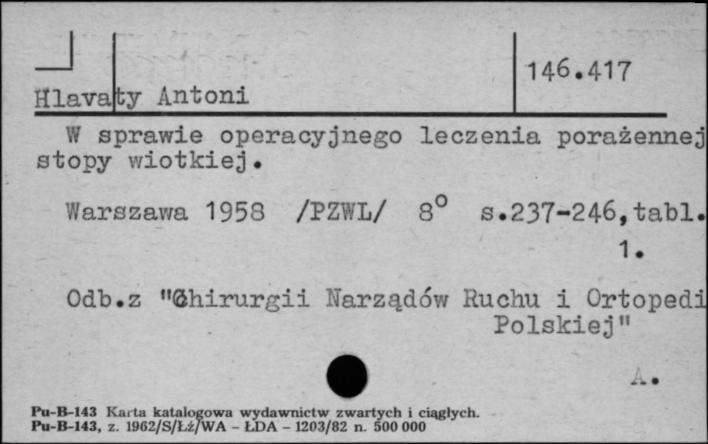 146.417
Hlavaty Antoni
W sprawie operacyjnego leczenia porażennej
stopy wiotkiej.
Warszawa 1958 /PZWL/ 8° s.237-246,tabl.
1.
Odb.z "Chirurgii Narządów Ruchu i Ortopedi
Polskiej"
A.
Pu-B-143 Karta katalogowa wydawnictw zwartych i ciągłych.
Pu-B-143, z. 1962/S/Łż/WA - ŁDA - 1203/82 n. 500 000